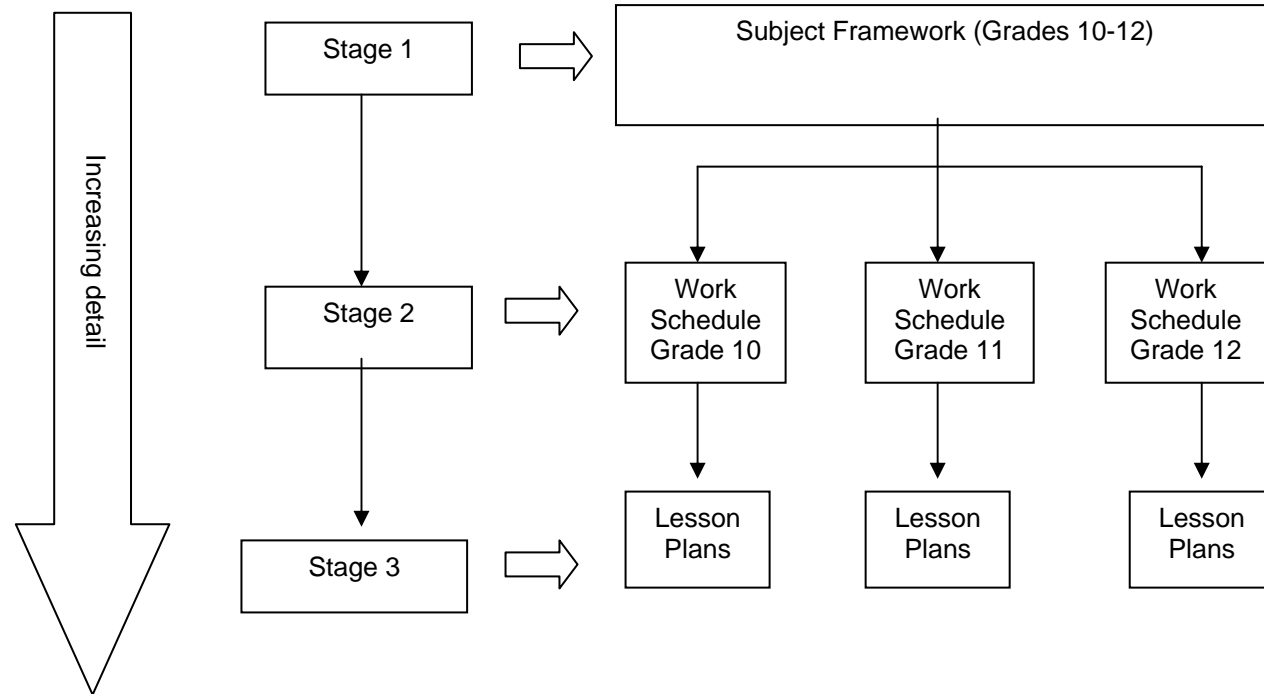 Increasing detail
Stage 1
Subject Framework (Grades 10-12)
Stage 2
Work
Schedule
Grade 10
Work
Schedule
Grade 11
Work
Schedule
Grade 12
Stage 3
Lesson
Plans
Lesson
Plans
Lesson
Plans